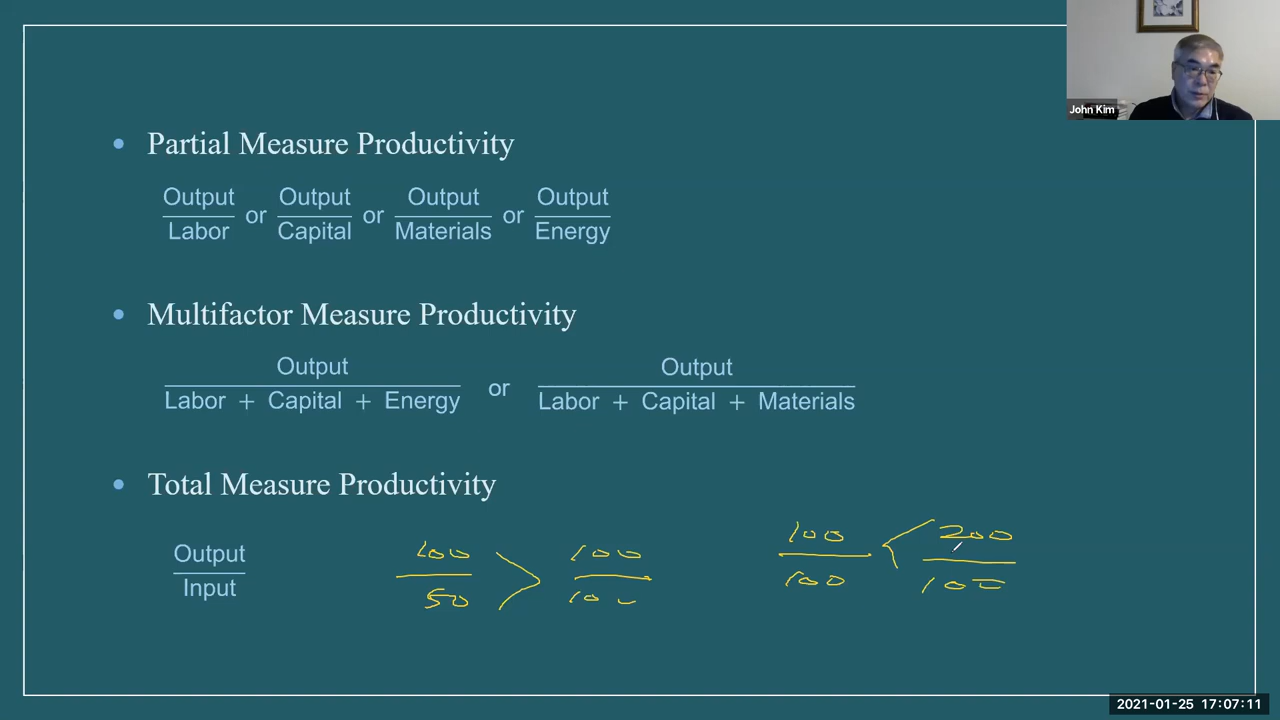 John Kim
• Partial Measure Productivity
Output/Labor or Output/Capital or Output/Materials or Output/Energy
• Multifactor Measure Productivity
Output/Labor + Capital + Energy or Output/Labor + Capital + Materials
• Total Measure Productivity
Output/Input 100/50 > 100/100 100/100 < 200/100
2021-01-25 17:07:11